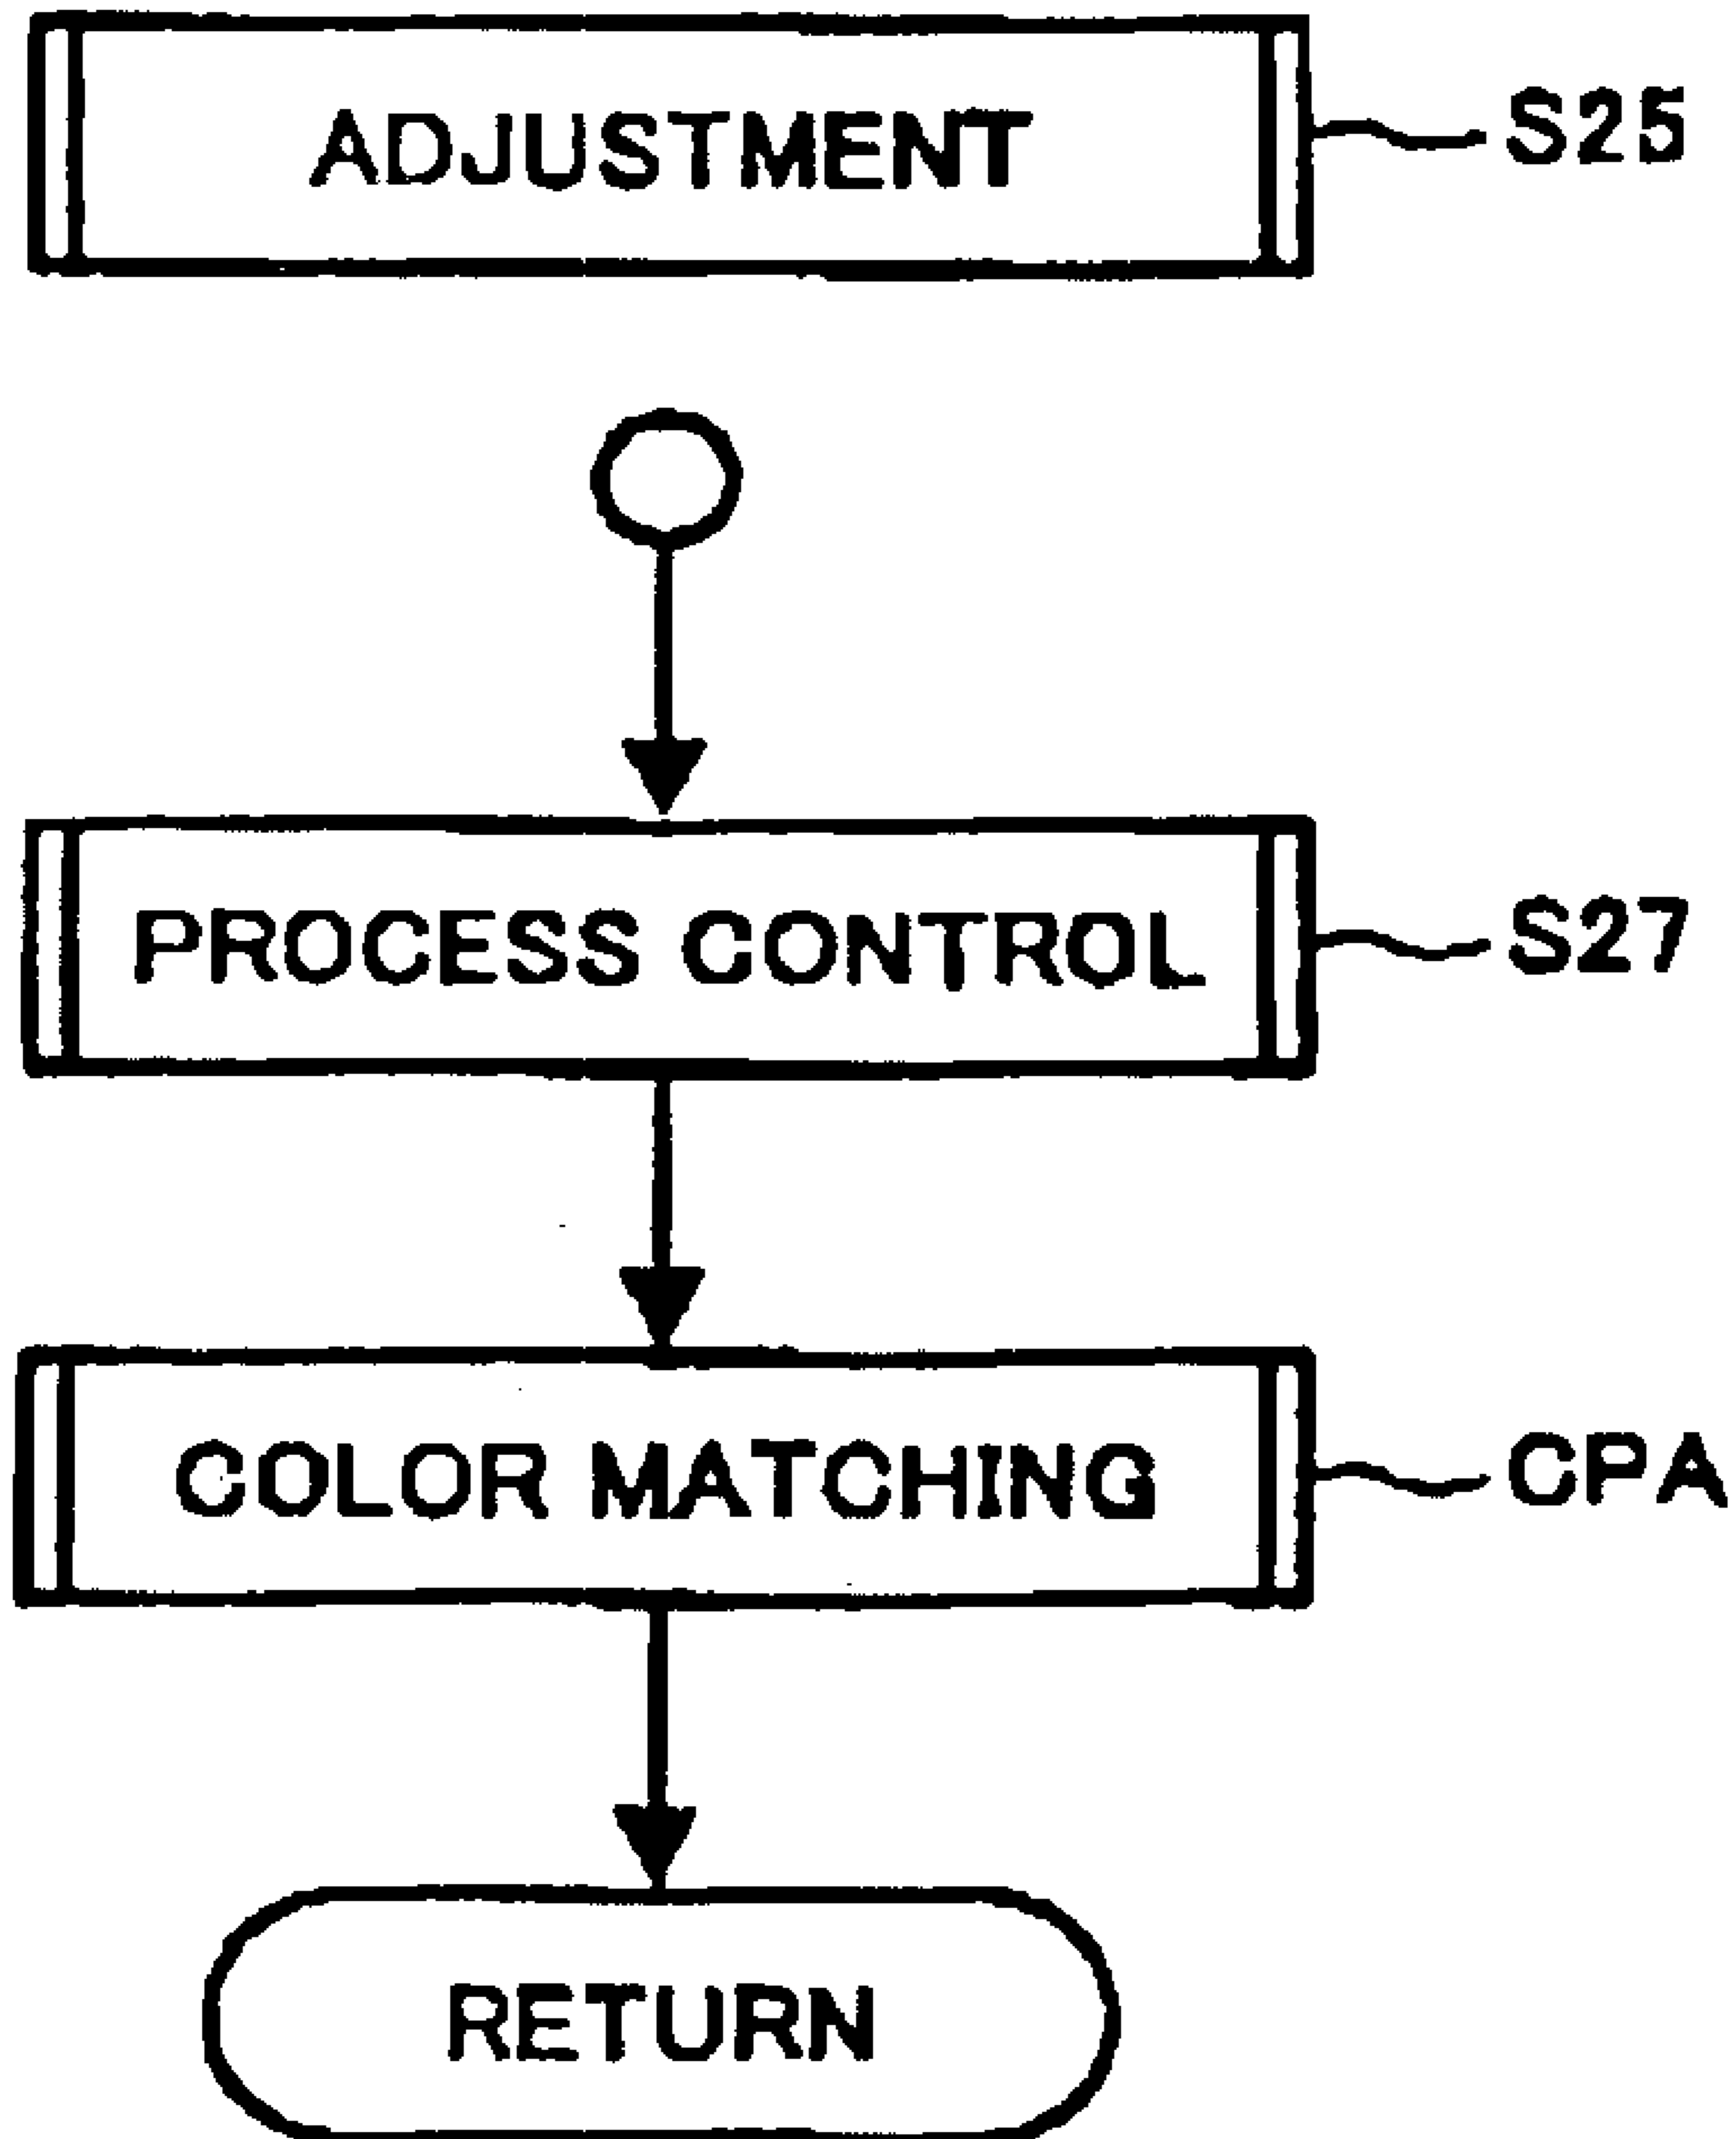 ADJUSTMENT S25
PROCESS CONTROL S27
COLOR MATCHING CPA
RETURN